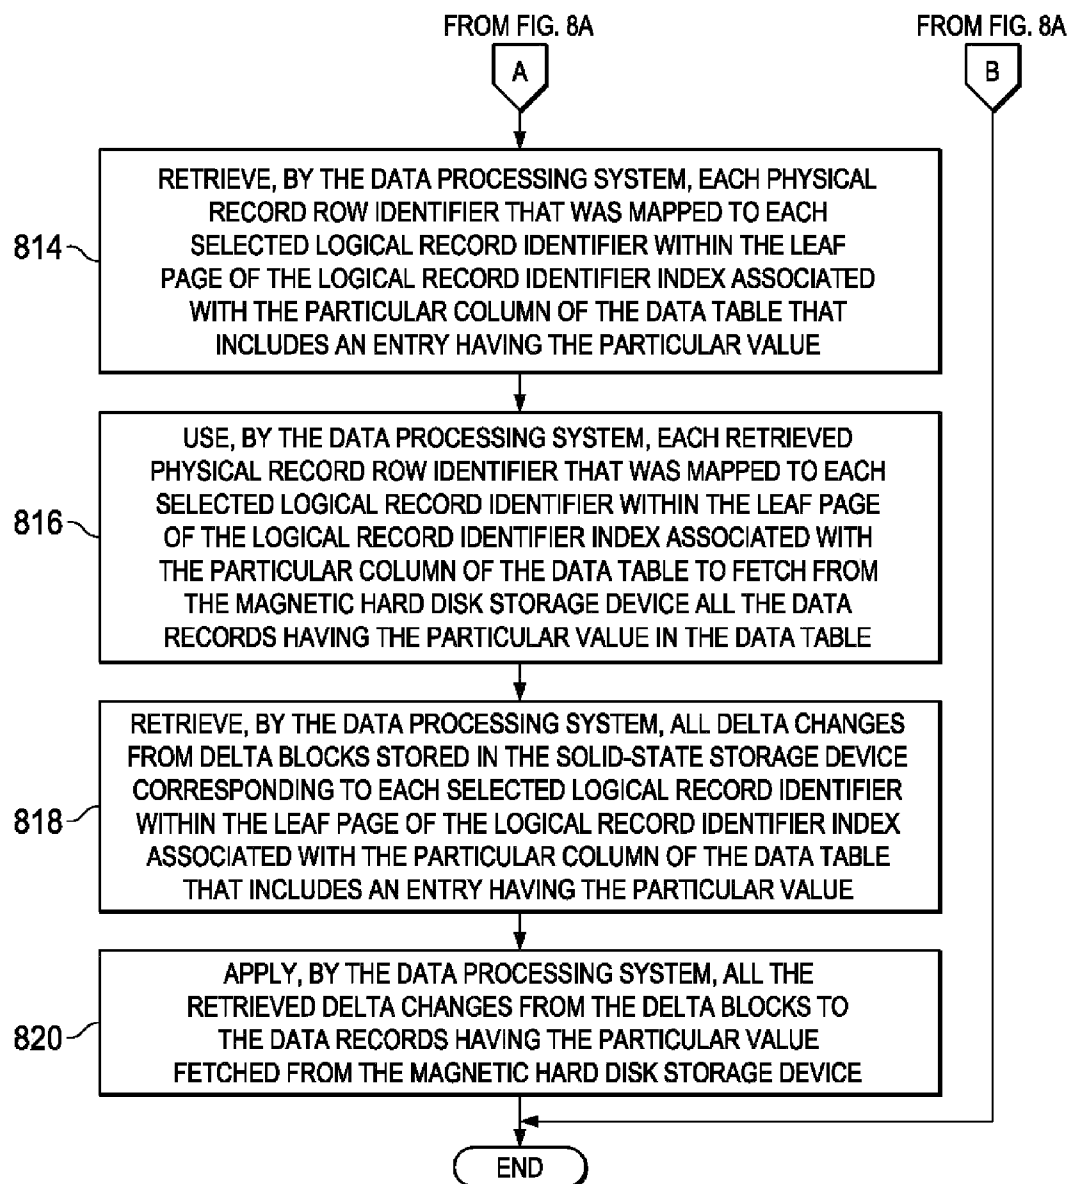 FROM FIG. 8A
FROM FIG. 8A
A
B
814
RETRIEVE, BY THE DATA PROCESSING SYSTEM, EACH PHYSICAL
RECORD ROW IDENTIFIER THAT WAS MAPPED TO EACH
SELECTED LOGICAL RECORD IDENTIFIER WITHIN THE LEAF
PAGE OF THE LOGICAL RECORD IDENTIFIER INDEX ASSOCIATED
WITH THE PARTICULAR COLUMN OF THE DATA TABLE THAT
INCLUDES AN ENTRY HAVING THE PARTICULAR VALUE
816
USE, BY THE DATA PROCESSING SYSTEM, EACH RETRIEVED
PHYSICAL RECORD ROW IDENTIFIER THAT WAS MAPPED TO EACH
SELECTED LOGICAL RECORD IDENTIFIER WITHIN THE LEAF PAGE
OF THE LOGICAL RECORD IDENTIFIER INDEX ASSOCIATED WITH
THE PARTICULAR COLUMN OF THE DATA TABLE TO FETCH FROM
THE MAGNETIC HARD DISK STORAGE DEVICE ALL THE DATA
RECORDS HAVING THE PARTICULAR VALUE IN THE DATA TABLE
818
RETRIEVE, BY THE DATA PROCESSING SYSTEM, ALL DELTA CHANGES
FROM DELTA BLOCKS STORED IN THE SOLID-STATE STORAGE DEVICE
CORRESPONDING TO EACH SELECTED LOGICAL RECORD IDENTIFIER
WITHIN THE LEAF PAGE OF THE LOGICAL RECORD IDENTIFIER INDEX
ASSOCIATED WITH THE PARTICULAR COLUMN OF THE DATA TABLE
THAT INCLUDES AN ENTRY HAVING THE PARTICULAR VALUE
820
APPLY, BY THE DATA PROCESSING SYSTEM, ALL THE
RETRIEVED DELTA CHANGES FROM THE DELTA BLOCKS TO
THE DATA RECORDS HAVING THE PARTICULAR VALUE
FETCHED FROM THE MAGNETIC HARD DISK STORAGE DEVICE
END